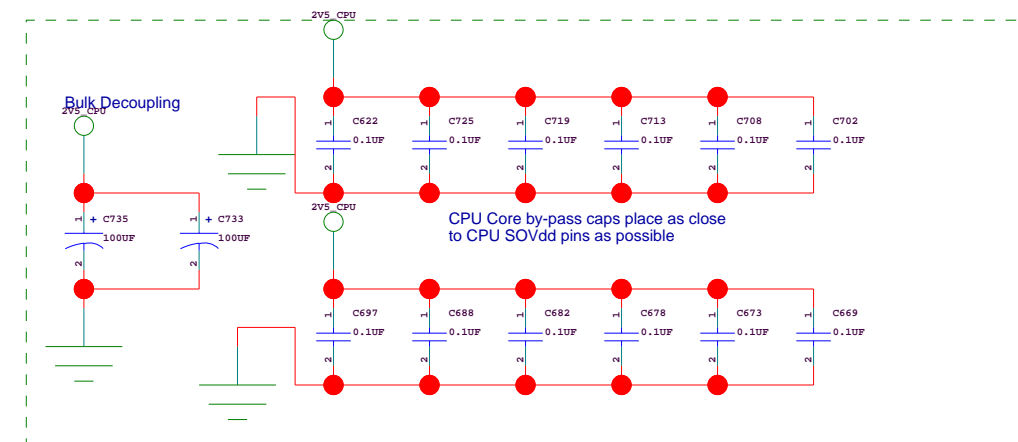 2V5_CPU
Bulk Decoupling
2V5_CPU
1 C622 0.1UF 2
1 C725 0.1UF 2
1 C719 0.1UF 2
1 C713 0.1UF 2
1 C708 0.1UF 2
1 C702 0.1UF 2
2V5_CPU
1 + C735 100UF 2
1 + C733 100UF 2
CPU Core by-pass caps place as close
to CPU SOVdd pins as possible
1 C697 0.1UF 2
1 C688 0.1UF 2
1 C682 0.1UF 2
1 C678 0.1UF 2
1 C673 0.1UF 2
1 C669 0.1UF 2